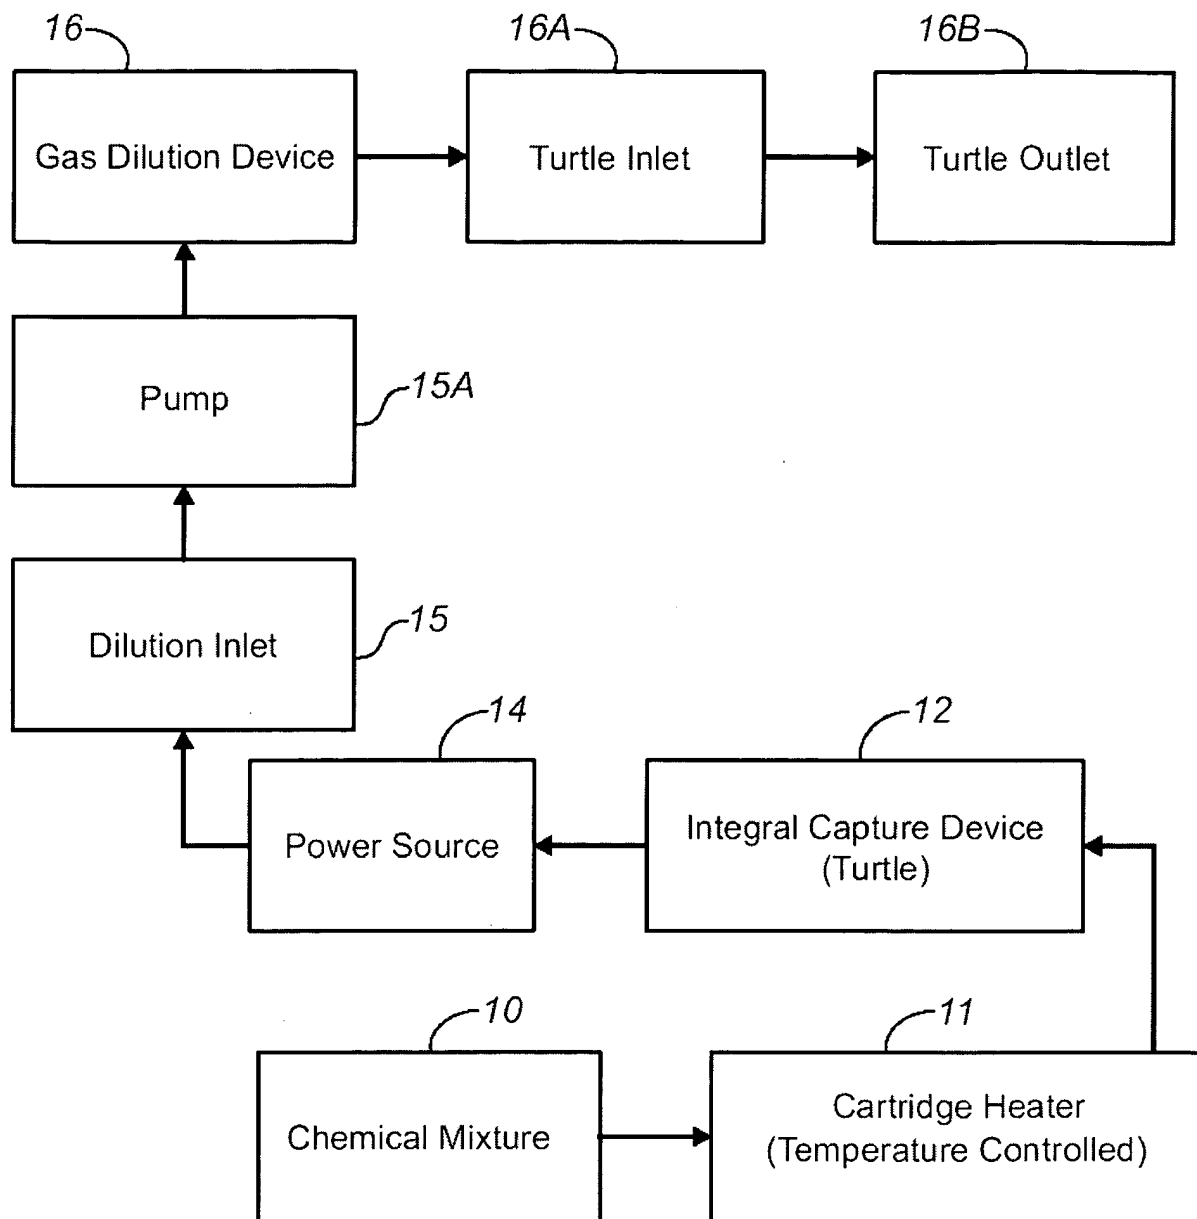 16
16A
16B
Gas Dilution Device
Turtle Inlet
Turtle Outlet
Pump
15A
Dilution Inlet
15
14
12
Power Source
Integral Capture Device
(Turtle)
10
11
Chemical Mixture
Cartridge Heater
(Temperature Controlled)